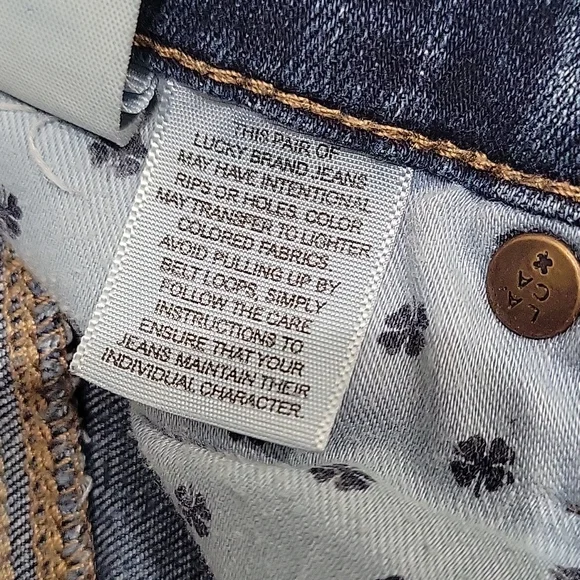 THIS PAIR OF
LUCKY BRAND JEANS
MAY HAVE INTENTIONAL
RIPS OR HOLES. COLOR
MAY TRANSFER TO LIGHTER
COLORED FABRICS.
AVOID PULLING UP BY
BELT LOOPS, SIMPLY
FOLLOW THE CARE
INSTRUCTIONS TO
ENSURE THAT YOUR
JEANS MAINTAIN THEIR
INDIVIDUAL CHARACTER.